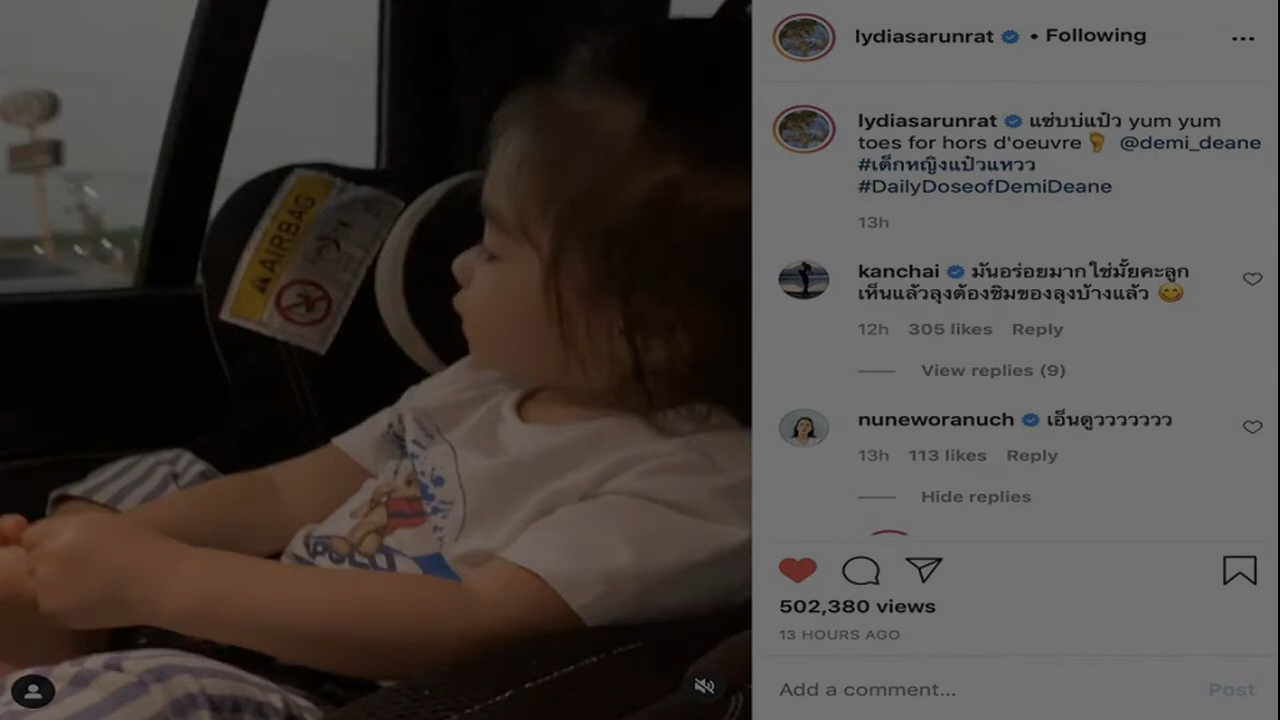 AIRBAG
POLO
lydiasarunrat • Following
lydiasarunrat แซ่บบ่แป๋ว yum yum
toes for hors d'oeuvre @demi_deane
#เด็กหญิงแป๋วแหวว
#DailyDoseofDemiDeane
13h
kanchai มันอร่อยมากใช่มั้ยคะลูก
เห็นแล้วลุงต้องชิมของลุงบ้างแล้ว
12h 305 likes Reply
View replies (9)
nuneworanuch เอ็นดูววววววว
13h 113 likes Reply
Hide replies
502,380 views
13 HOURS AGO
Add a comment... Post